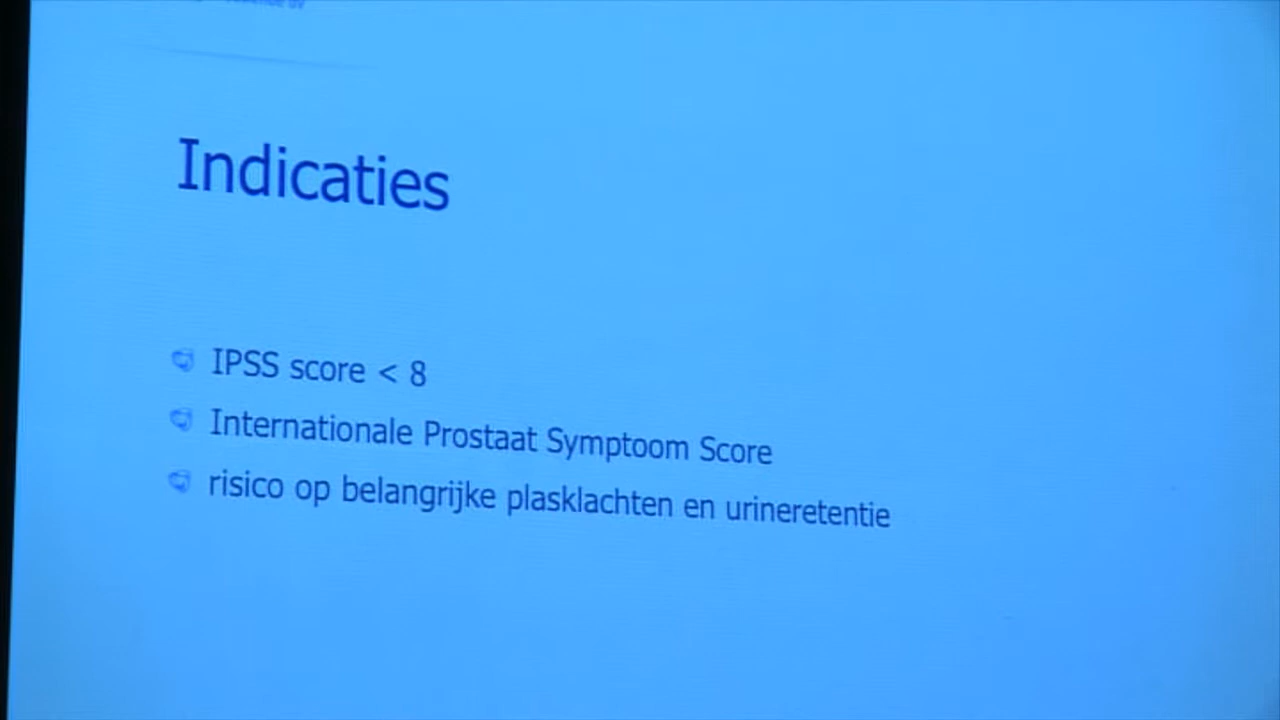 Indicaties
IPSS score < 8
Internationale Prostaat Symptoom Score
risico op belangrijke plasklachten en urineretentie